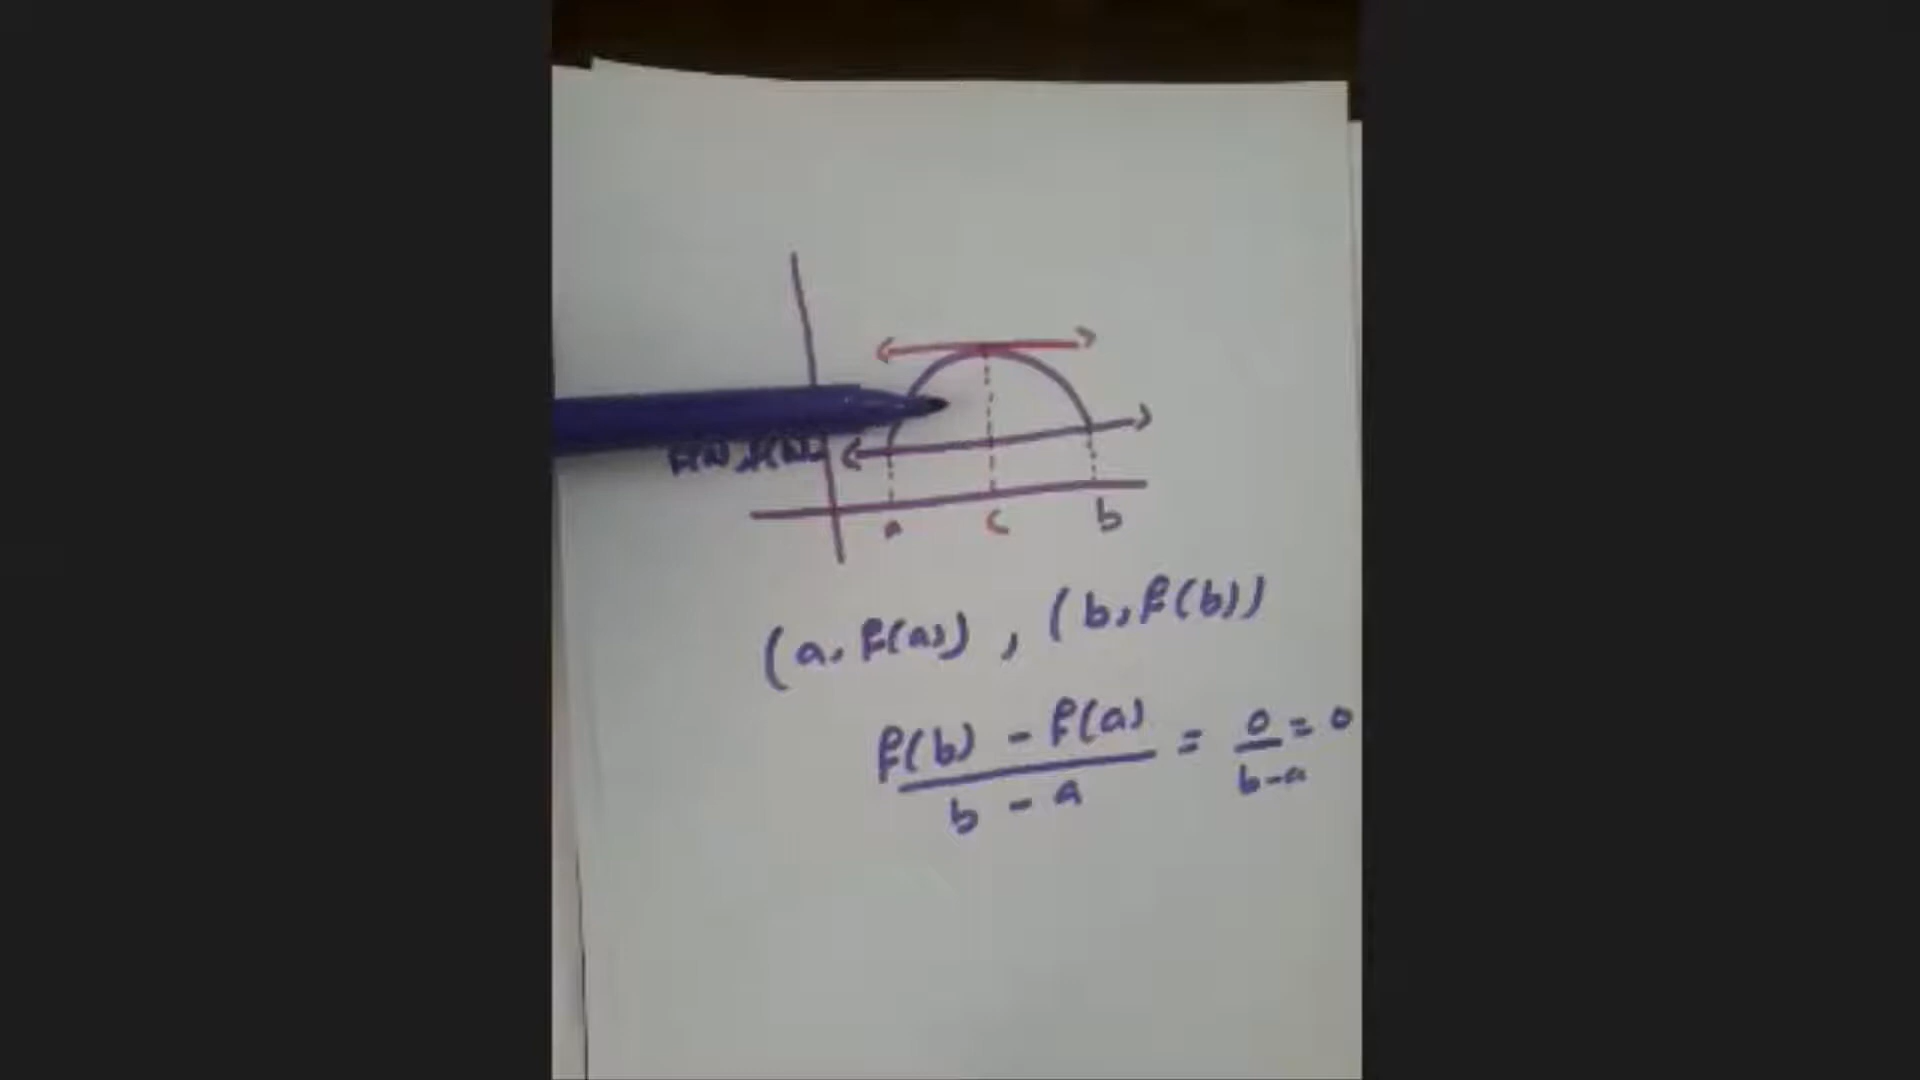 a c b
(a, f(a)), (b, f(b))
f(b) - f(a) / b - a = 0 / b-a = 0